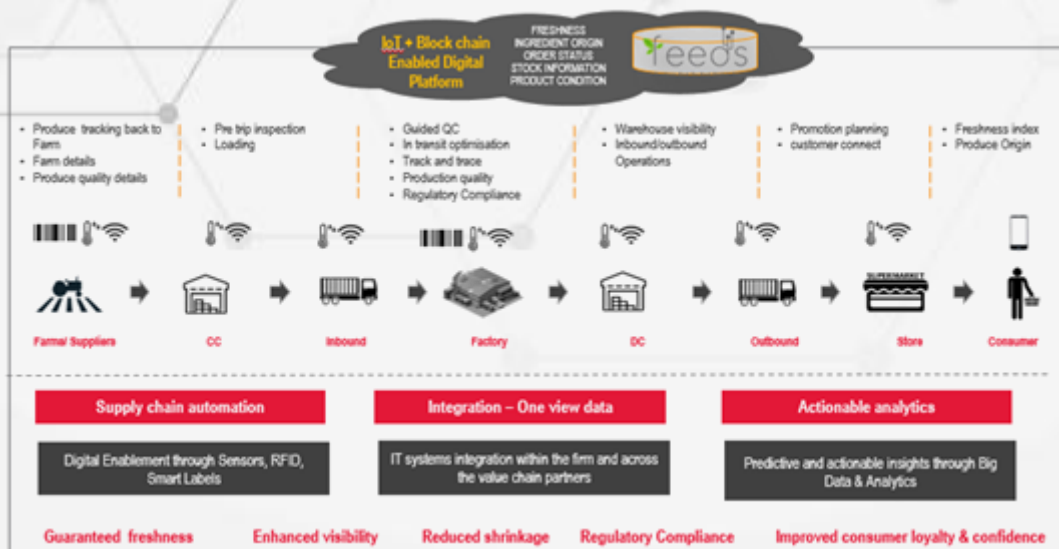 IoT + Block chain
Enabled Digital
Platform
FRESHNESS
INGREDIENT ORIGIN
ORDER STATUS
STOCK INFORMATION
PRODUCT CONDITION
feeds
• Produce tracking back to
Farm
• Farm details
• Produce quality details
• Pre trip inspection
• Loading
• Guided QC
• In transit optimisation
• Track and trace
• Production quality
• Regulatory Compliance
• Warehouse visibility
• Inbound/outbound
Operations
• Promotion planning
• customer connect
• Freshness index
• Produce Origin
SUPERMARKET
Farms/ Suppliers
CC
Inbound
Factory
DC
Outbound
Store
Consumer
Supply chain automation
Integration – One view data
Actionable analytics
Digital Enablement through Sensors, RFID,
Smart Labels
IT systems integration within the firm and across
the value chain partners
Predictive and actionable insights through Big
Data & Analytics
Guaranteed freshness
Enhanced visibility
Reduced shrinkage
Regulatory Compliance
Improved consumer loyalty & confidence